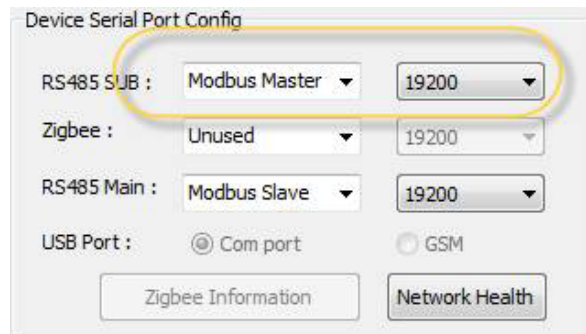 Device Serial Port Config
RS485 SUB : Modbus Master 19200
Zigbee : Unused 19200
RS485 Main : Modbus Slave 19200
USB Port : Com port GSM
Zigbee Information Network Health